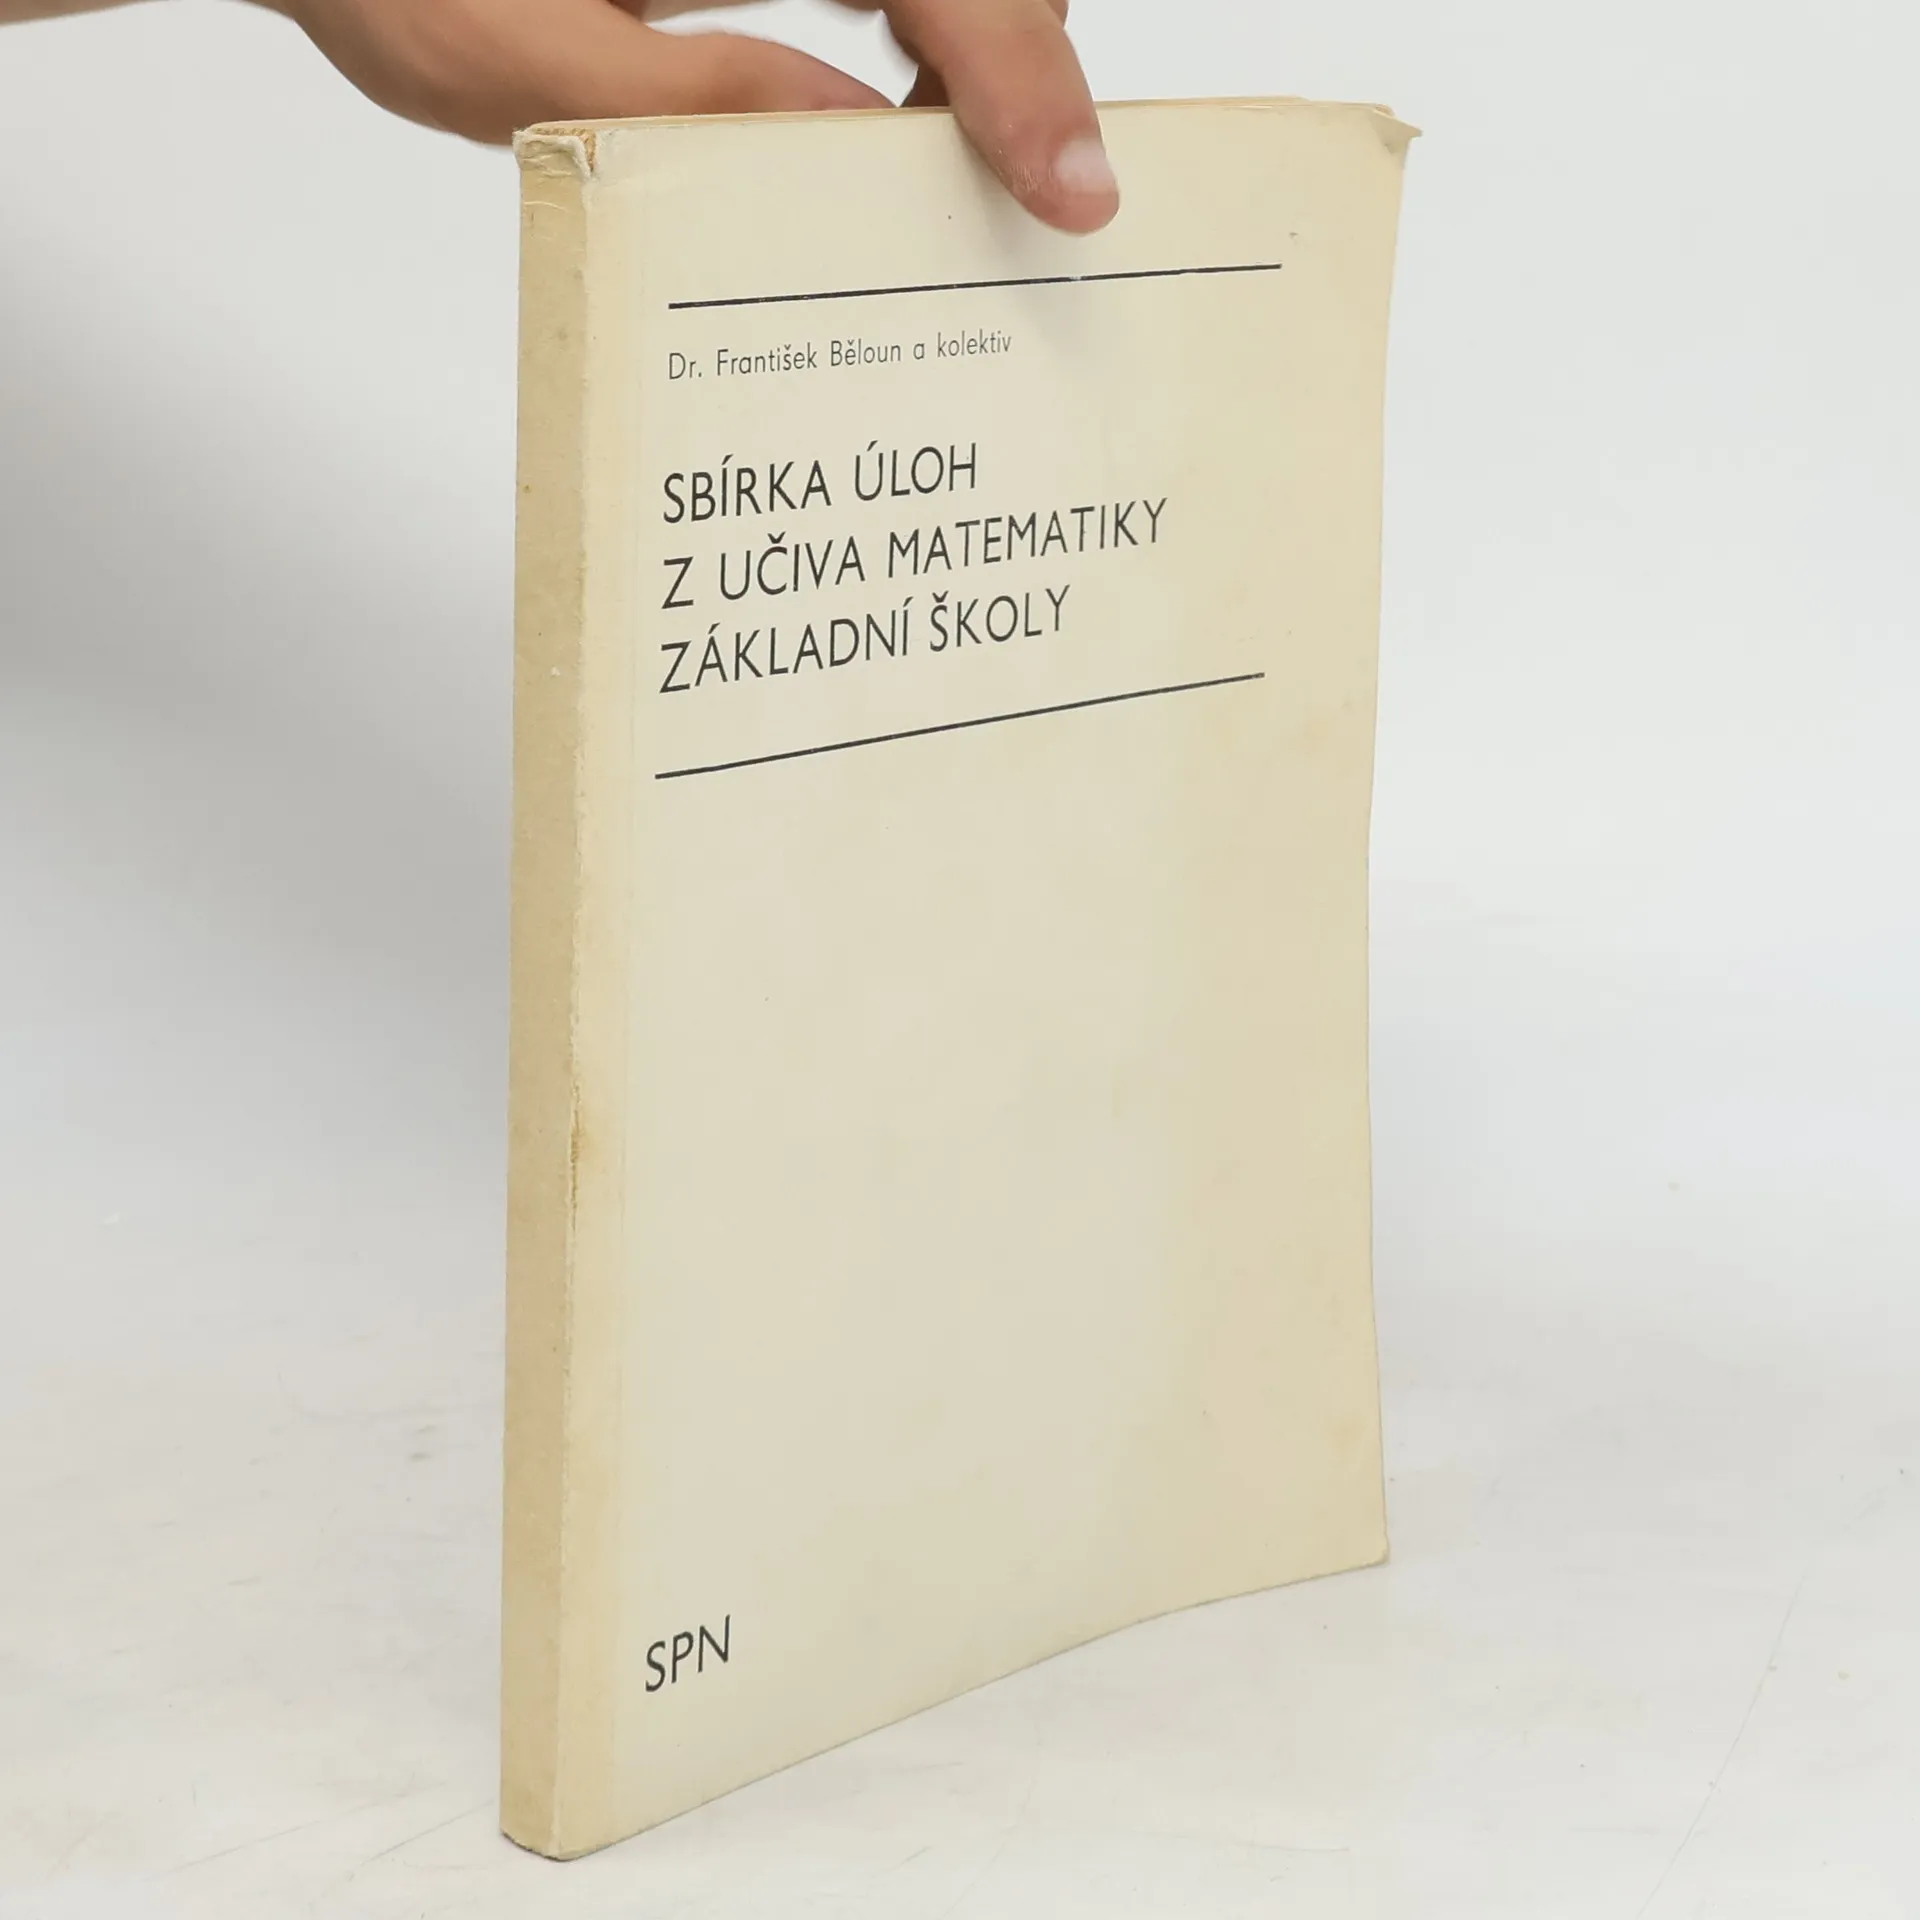 Dr. František Běloun a kolektiv
SBÍRKA ÚLOH
Z UČIVA MATEMATIKY
ZÁKLADNÍ ŠKOLY
SPN